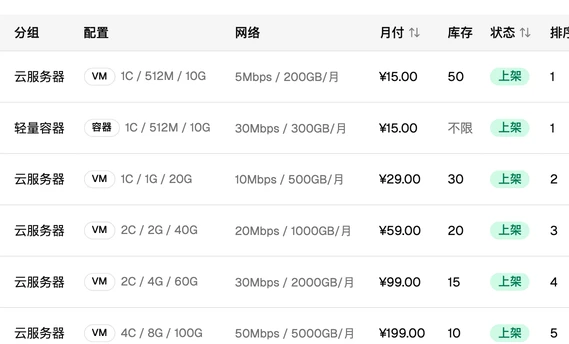 分组 配置 网络 月付 库存 状态 排序
云服务器 VM 1C / 512M / 10G 5Mbps / 200GB/月 ¥15.00 50 上架 1
轻量容器 容器 1C / 512M / 10G 30Mbps / 300GB/月 ¥15.00 不限 上架 1
云服务器 VM 1C / 1G / 20G 10Mbps / 500GB/月 ¥29.00 30 上架 2
云服务器 VM 2C / 2G / 40G 20Mbps / 1000GB/月 ¥59.00 20 上架 3
云服务器 VM 2C / 4G / 60G 30Mbps / 2000GB/月 ¥99.00 15 上架 4
云服务器 VM 4C / 8G / 100G 50Mbps / 5000GB/月 ¥199.00 10 上架 5